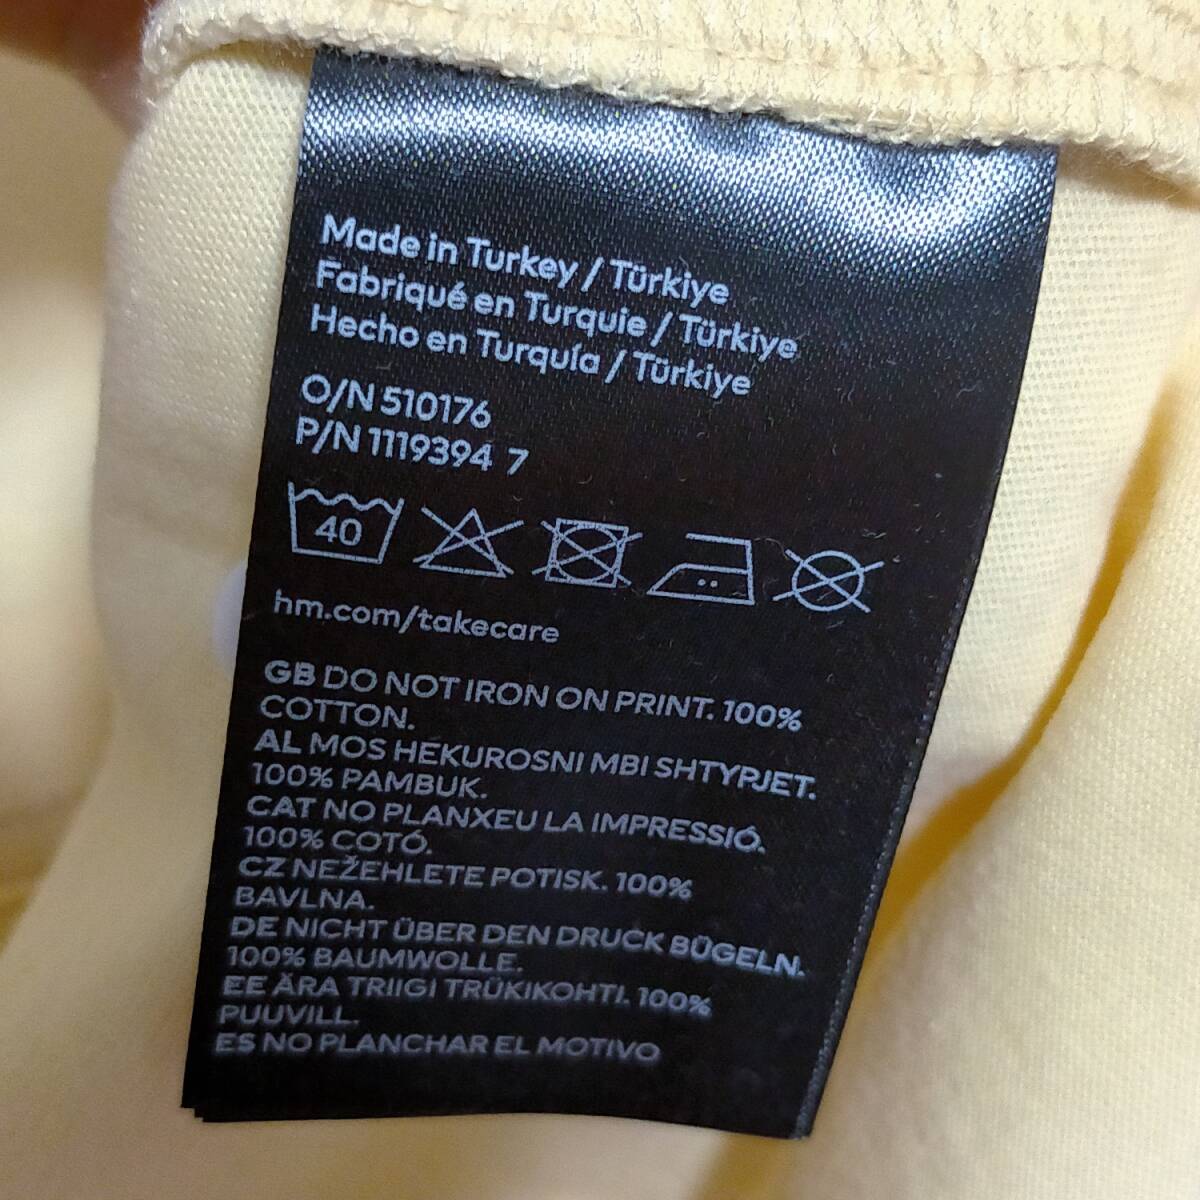 Made in Turkey / Türkiye
Fabriqué en Turquie / Türkiye
Hecho en Turquía / Türkiye
O/N 510176
P/N 1119394 7
40
hm.com/takecare
GB DO NOT IRON ON PRINT. 100%
COTTON.
AL MOS HEKUROSNI MBI SHTYPJET.
100% PAMBUK.
CAT NO PLANXEU LA IMPRESSIÓ.
100% COTÓ.
CZ NEŽEHLETE POTISK. 100%
BAVLNA.
DE NICHT ÜBER DEN DRUCK BÜGELN.
100% BAUMWOLLE.
EE ÄRA TRIIGI TRÜKIKOHTI. 100%
PUUVILL.
ES NO PLANCHAR EL MOTIVO